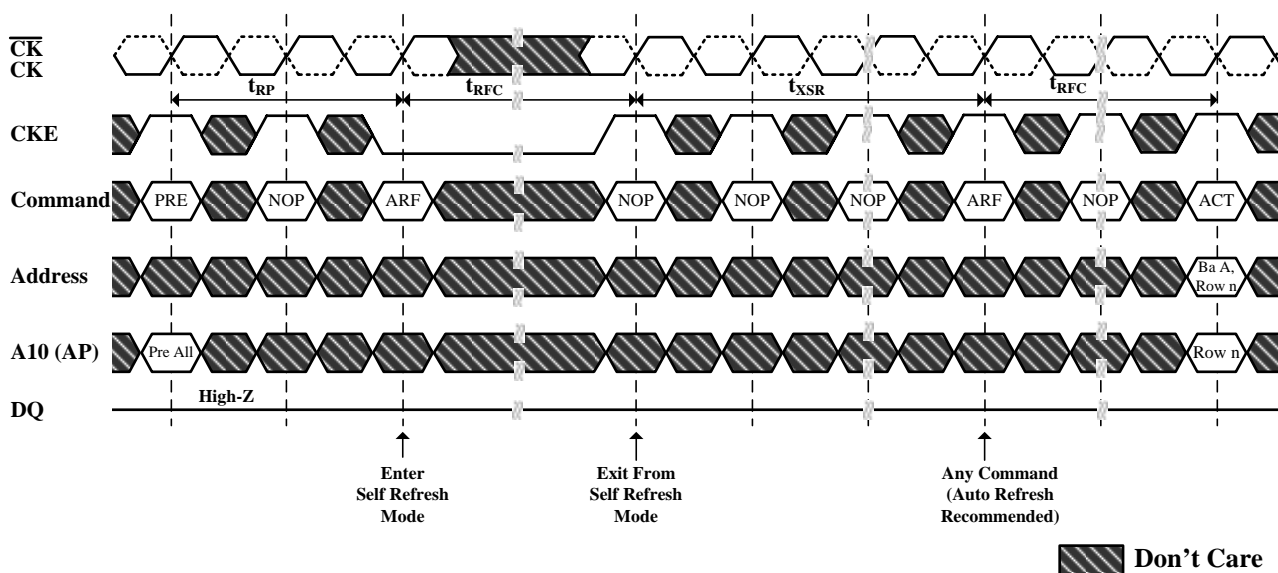 CK
CK
tRP
tRFC
tXSR
tRFC
CKE
Command
PRE
NOP
ARF
NOP
NOP
NOP
ARF
NOP
ACT
Address
Ba A,
Row n
A10 (AP)
Pre All
Row n
High-Z
DQ
Enter
Self Refresh
Mode
Exit From
Self Refresh
Mode
Any Command
(Auto Refresh
Recommended)
Don't Care